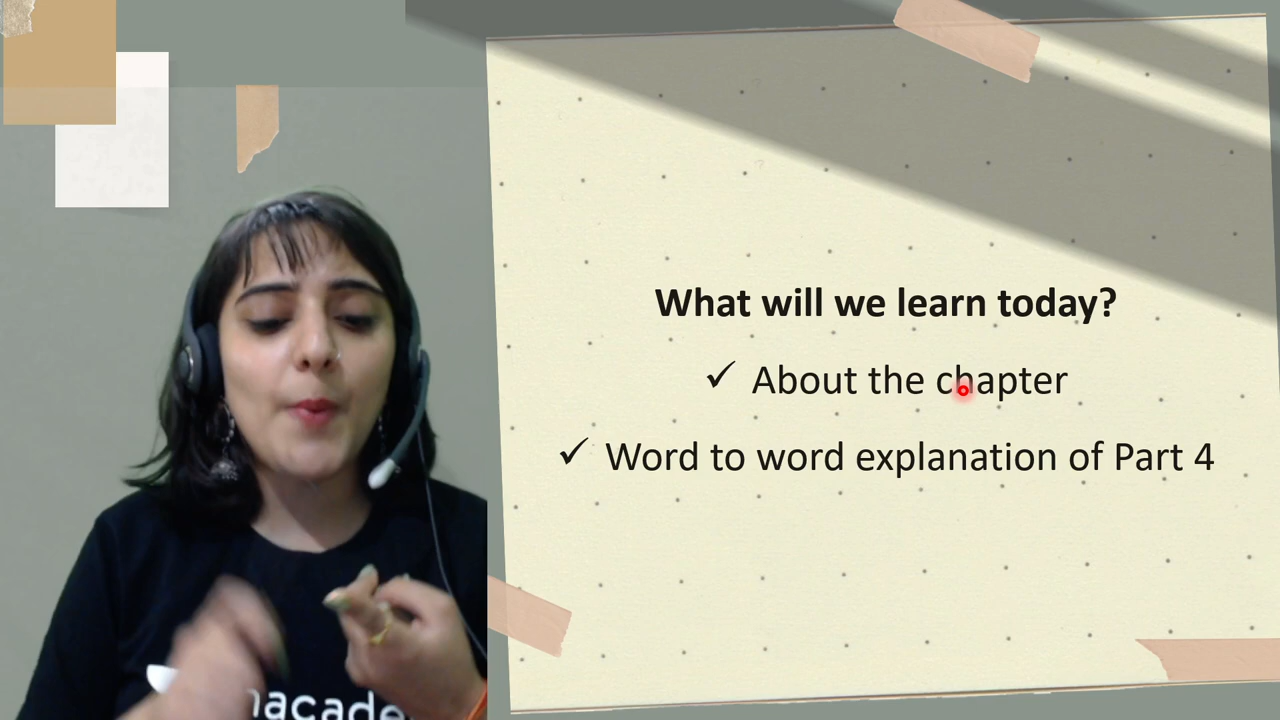 What will we learn today?
✓ About the chapter
✓ Word to word explanation of Part 4